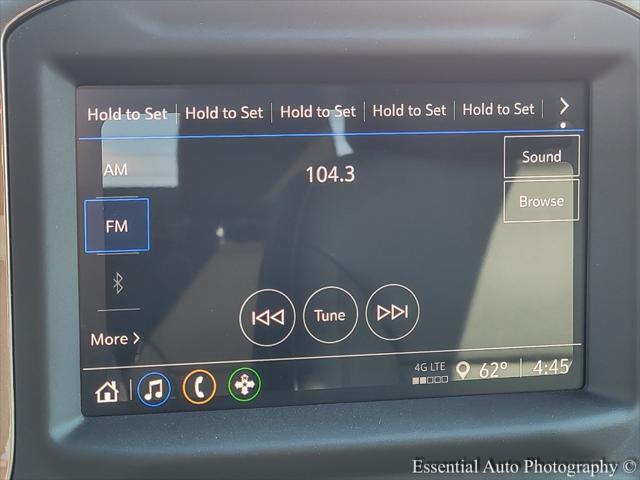 Hold to Set Hold to Set Hold to Set Hold to Set Hold to Set
AM
104.3
Sound
FM
Browse
Tune
More
4G LTE
62° 4:45
Essential Auto Photography ©